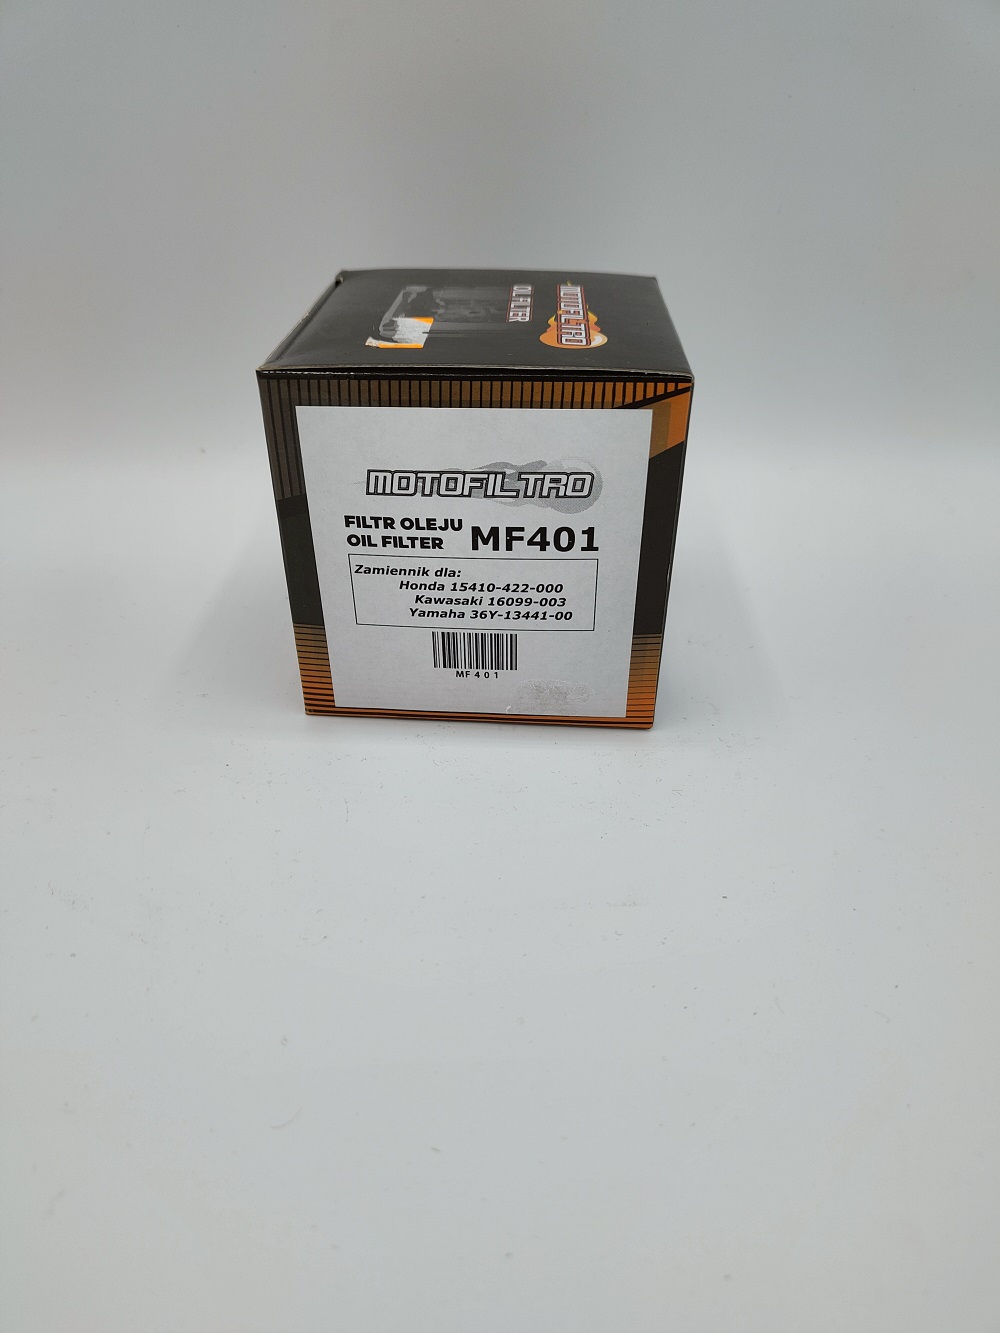 OIL FILTER
MOTOFILTRO
MOTOFILTRO
FILTR OLEJU
OIL FILTER MF401
Zamiennik dla:
Honda 15410-422-000
Kawasaki 16099-003
Yamaha 36Y-13441-00
MF401